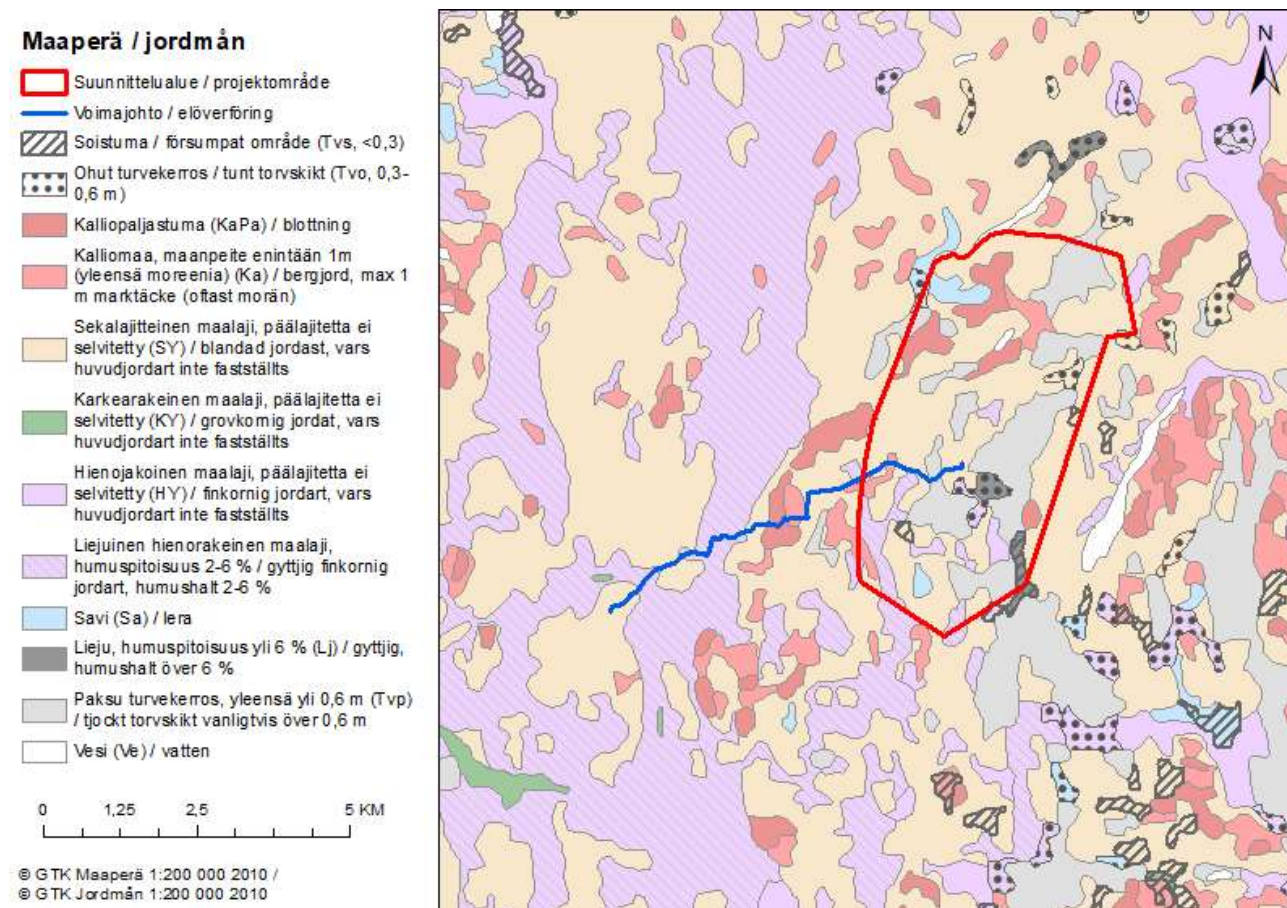 Maaperä / jordmån
Suunnittelualue / projektområde
Voimajohto / elöverföring
Soistuma / försumpat område (Tvs, <0,3)
Ohut turvekerros / tunt torvskikt (Tvo, 0,3-
0,6 m)
Kalliopaljastuma (KaPa) / blottning
Kalliomaa, maanpeite enintään 1m
(yleensä moreenia) (Ka) / bergjord, max 1
m marktäcke (oftast morän)
Sekalajitteinen maalaji, päälajitetta ei
selvitetty (SY) / blandad jordast, vars
huvudjordart inte fastställts
Karkearakeinen maalaji, päälajitetta ei
selvitetty (KY) / grovkornig jordat, vars
huvudjordart inte fastställts
Hienojakoinen maalaji, päälajitetta ei
selvitetty (HY) / finkornig jordart, vars
huvudjordart inte fastställts
Liejuinen hienorakeinen maalaji,
humuspitoisuus 2-6 % / gyttjig finkornig
jordart, humushalt 2-6 %
Savi (Sa) / lera
Lieju, humuspitoisuus yli 6 % (Lj) / gyttjig,
humushalt över 6 %
Paksu turvekerros, yleensä yli 0,6 m (Tvp)
/ tjockt torvskikt vanligtvis över 0,6 m
Vesi (Ve) / vatten
0 1,25 2,5 5 KM
© GTK Maaperä 1:200 000 2010 /
© GTK Jordmån 1:200 000 2010
N